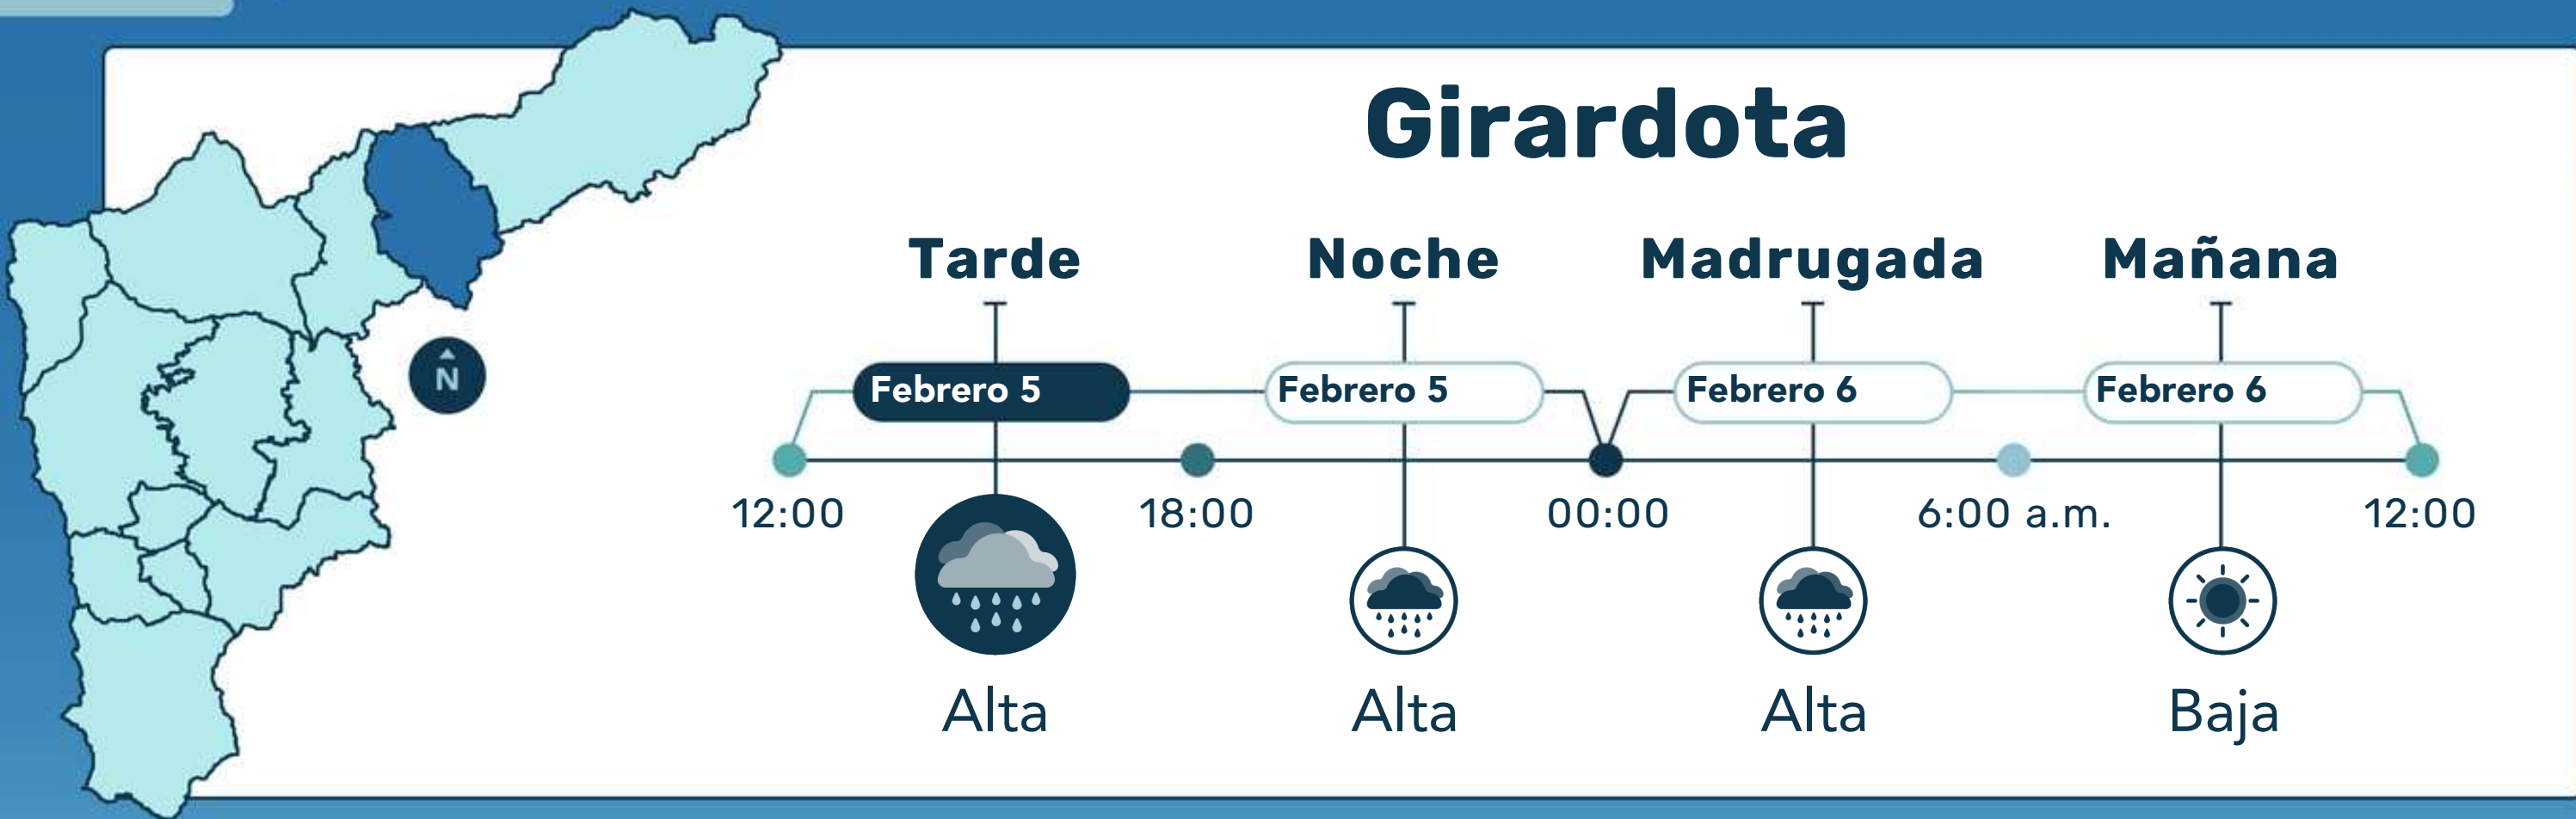 Girardota
Tarde Noche Madrugada Mañana
Febrero 5 Febrero 5 Febrero 6 Febrero 6
N
12:00 18:00 00:00 6:00 a.m. 12:00
Alta Alta Alta Baja